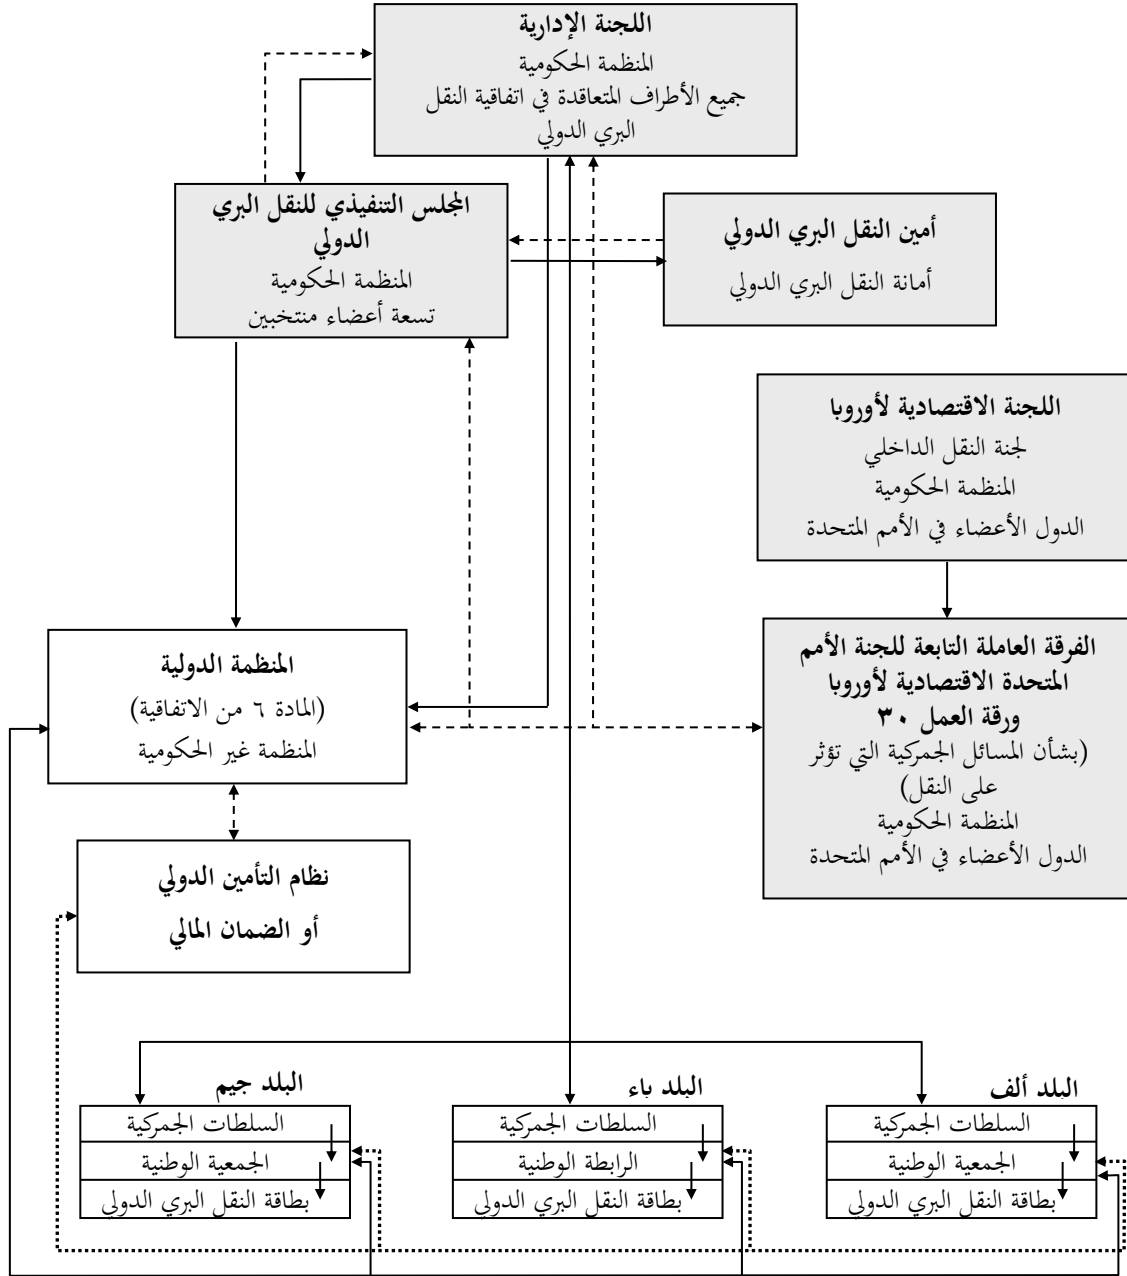 اللجنة الإدارية
المنظمة الحكومية
جميع الأطراف المتعاقدة في اتفاقية النقل
البري الدولي
المجلس التنفيذي للنقل البري
الدولي
المنظمة الحكومية
تسعة أعضاء منتخبين
أمين النقل البري الدولي
أمانة النقل البري الدولي
اللجنة الاقتصادية لأوروبا
لجنة النقل الداخلي
المنظمة الحكومية
الدول الأعضاء في الأمم المتحدة
الفرقة العاملة التابعة للجنة الأمم
المتحدة الاقتصادية لأوروبا
ورقة العمل ٣٠
(بشأن المسائل الجمركية التي تؤثر
على النقل)
المنظمة الحكومية
الدول الأعضاء في الأمم المتحدة
المنظمة الدولية
(المادة ٦ من الاتفاقية)
المنظمة غير الحكومية
نظام التأمين الدولي
أو الضمان المالي
البلد ألف
السلطات الجمركية
الجمعية الوطنية
بطاقة النقل البري الدولي
البلد باء
السلطات الجمركية
الرابطة الوطنية
بطاقة النقل البري الدولي
البلد جيم
السلطات الجمركية
الجمعية الوطنية
بطاقة النقل البري الدولي